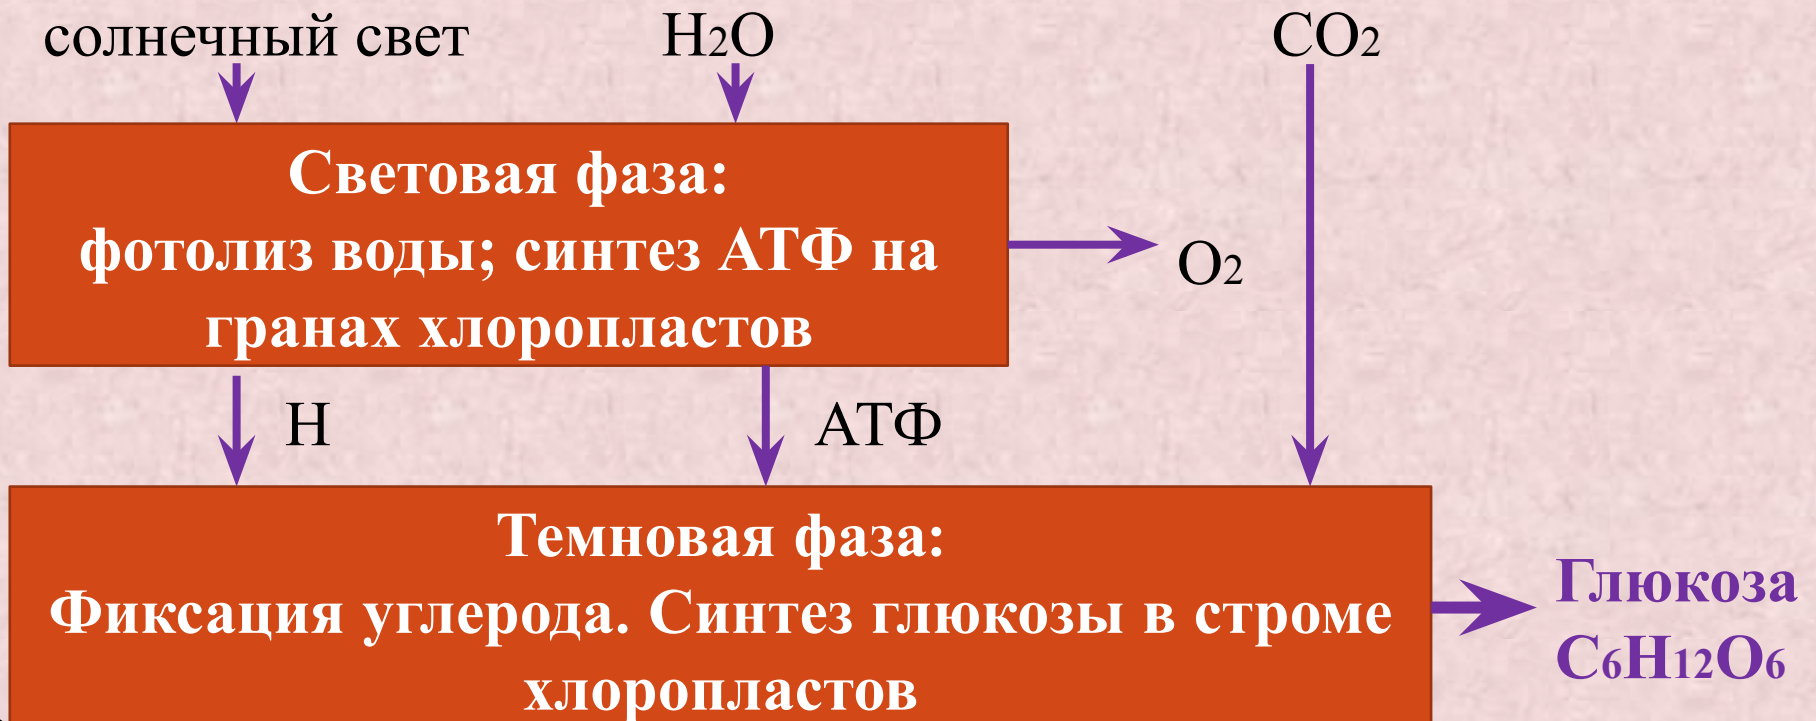 солнечный свет
H2O
CO2
Световая фаза:
фотолиз воды; синтез АТФ на
гранах хлоропластов
O2
H
АТФ
Темновая фаза:
Фиксация углерода. Синтез глюкозы в строме
хлоропластов
Глюкоза
C6H12O6